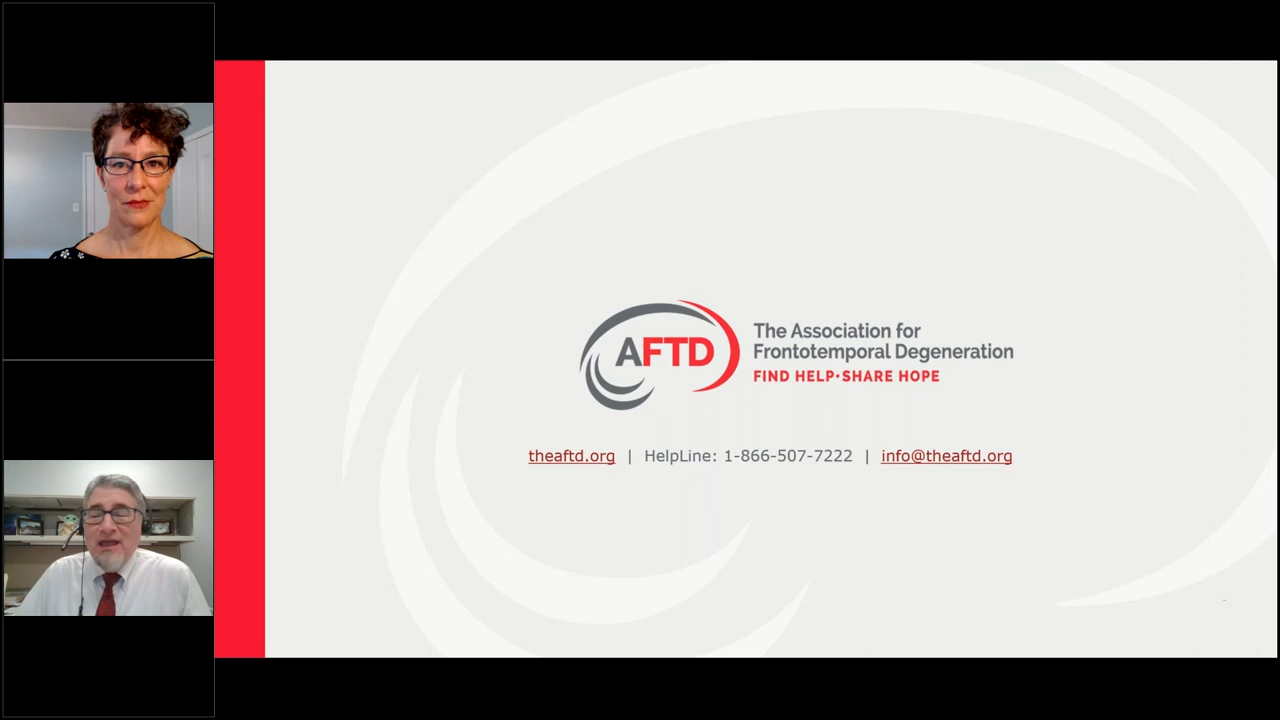 AFTD
The Association for
Frontotemporal Degeneration
FIND HELP·SHARE HOPE
theaftd.org | HelpLine: 1-866-507-7222 | info@theaftd.org